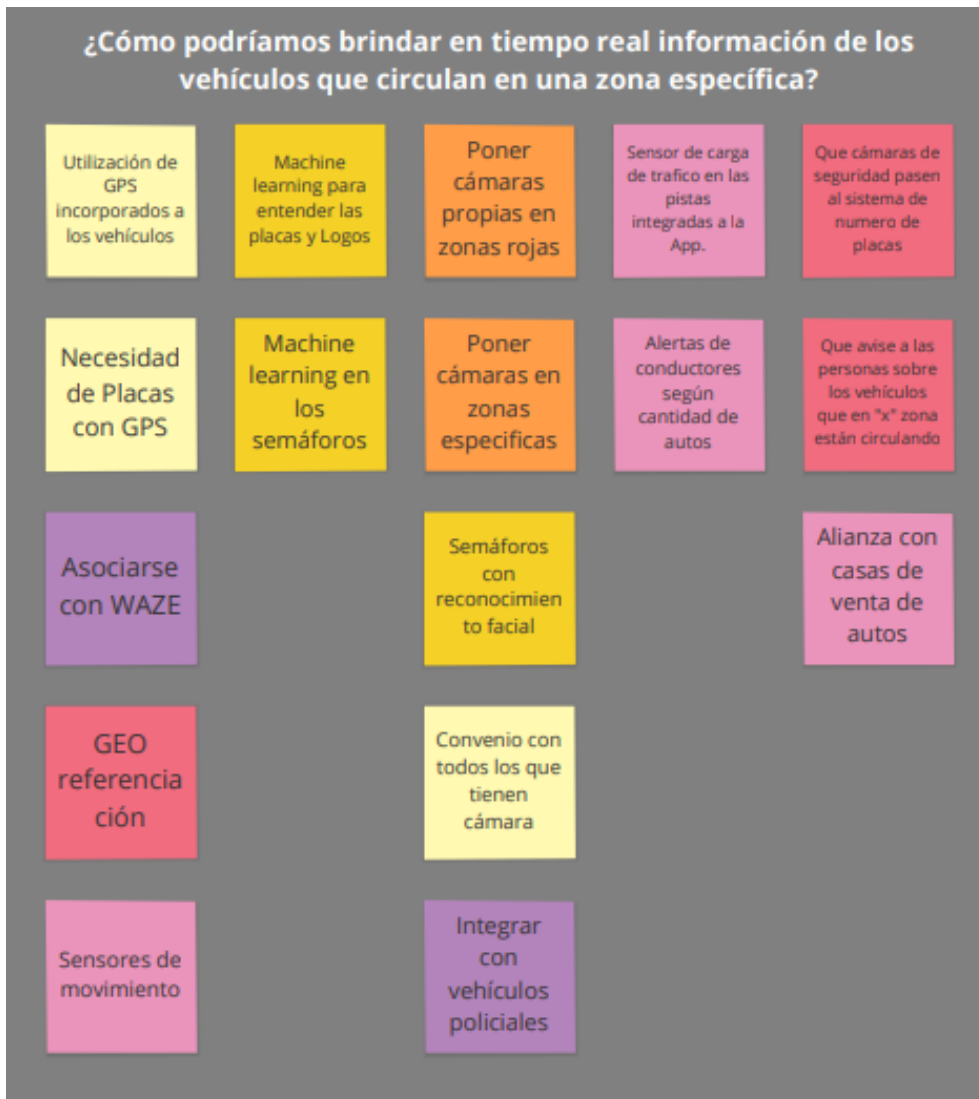 ¿Cómo podríamos brindar en tiempo real información de los
vehículos que circulan en una zona específica?
Utilización de
GPS
incorporados a
los vehículos
Machine
learning para
entender las
placas y Logos
Poner
cámaras
propias en
zonas rojas
Sensor de carga
de trafico en las
pistas
integradas a la
App.
Que cámaras de
seguridad pasen
al sistema de
numero de
placas
Necesidad
de Placas
con GPS
Machine
learning en
los
semáforos
Poner
cámaras en
zonas
especificas
Alertas de
conductores
según
cantidad de
autos
Que avise a las
personas sobre
los vehículos
que en "x" zona
están circulando
Asociarse
con WAZE
Semáforos
con
reconocimien
to facial
Alianza con
casas de
venta de
autos
GEO
referencia
ción
Convenio con
todos los que
tienen
cámara
Sensores de
movimiento
Integrar
con
vehículos
policiales